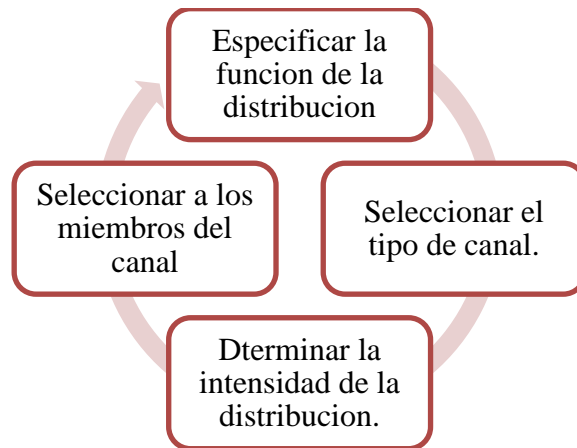 Especificar la
funcion de la
distribucion
Seleccionar el
tipo de canal.
Dterminar la
intensidad de la
distribucion.
Seleccionar a los
miembros del
canal